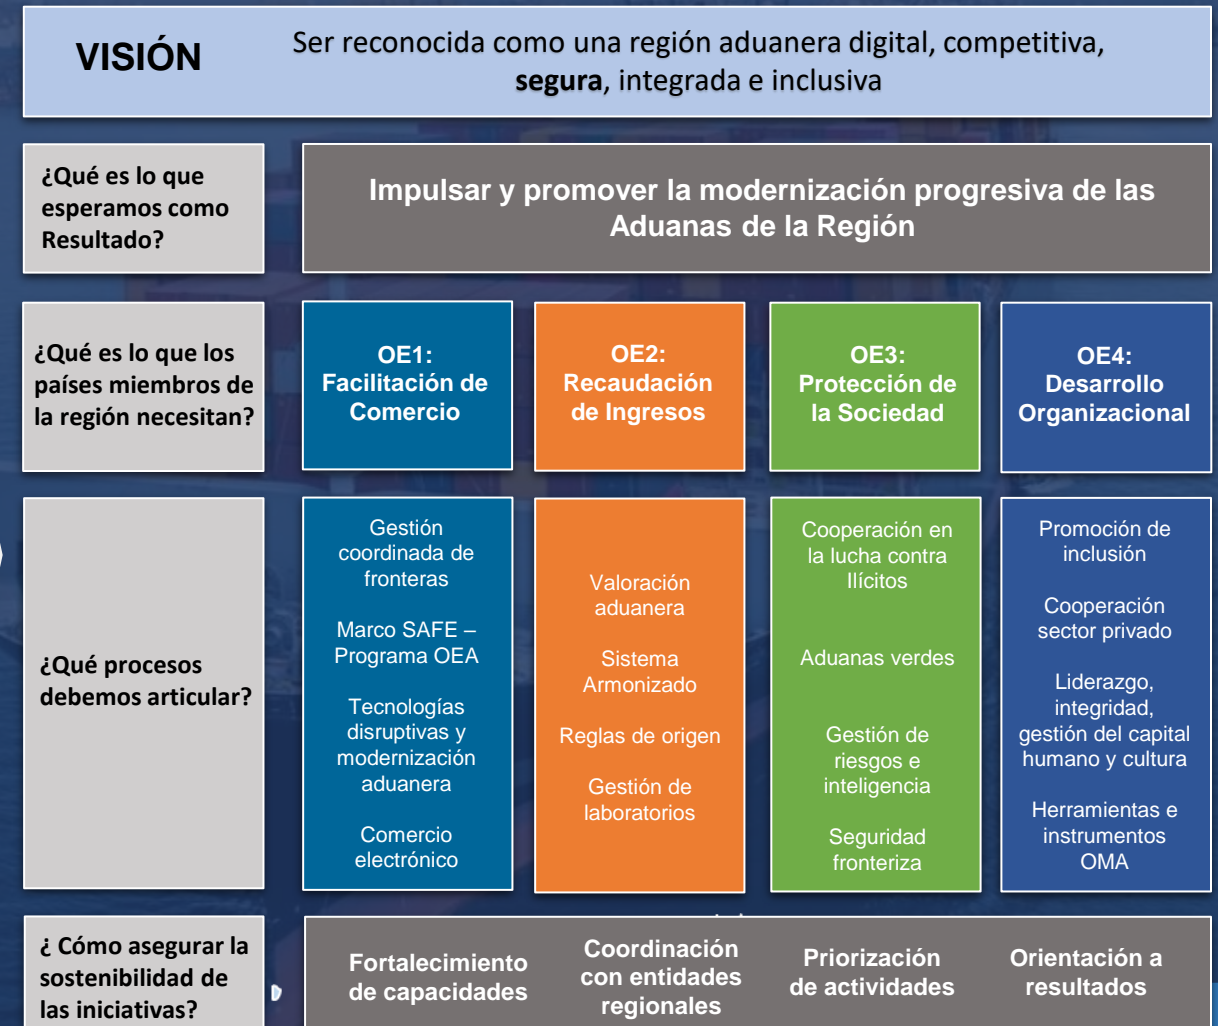 VISIÓN
Ser reconocida como una región aduanera digital, competitiva,
segura, integrada e inclusiva
¿Qué es lo que
esperamos como
Resultado?
Impulsar y promover la modernización progresiva de las
Aduanas de la Región
¿Qué es lo que los
países miembros de
la región necesitan?
OE1:
Facilitación de
Comercio
OE2:
Recaudación
de Ingresos
OE3:
Protección de
la Sociedad
OE4:
Desarrollo
Organizacional
¿Qué procesos
debemos articular?
Gestión
coordinada de
fronteras
Marco SAFE –
Programa OEA
Tecnologías
disruptivas y
modernización
aduanera
Comercio
electrónico
Valoración
aduanera
Sistema
Armonizado
Reglas de origen
Gestión de
laboratorios
Cooperación en
la lucha contra
Ilícitos
Aduanas verdes
Gestión de
riesgos e
inteligencia
Seguridad
fronteriza
Promoción de
inclusión
Cooperación
sector privado
Liderazgo,
integridad,
gestión del capital
humano y cultura
Herramientas e
instrumentos
OMA
¿ Cómo asegurar la
sostenibilidad de
las iniciativas?
Fortalecimiento
de capacidades
Coordinación
con entidades
regionales
Priorización
de actividades
Orientación a
resultados